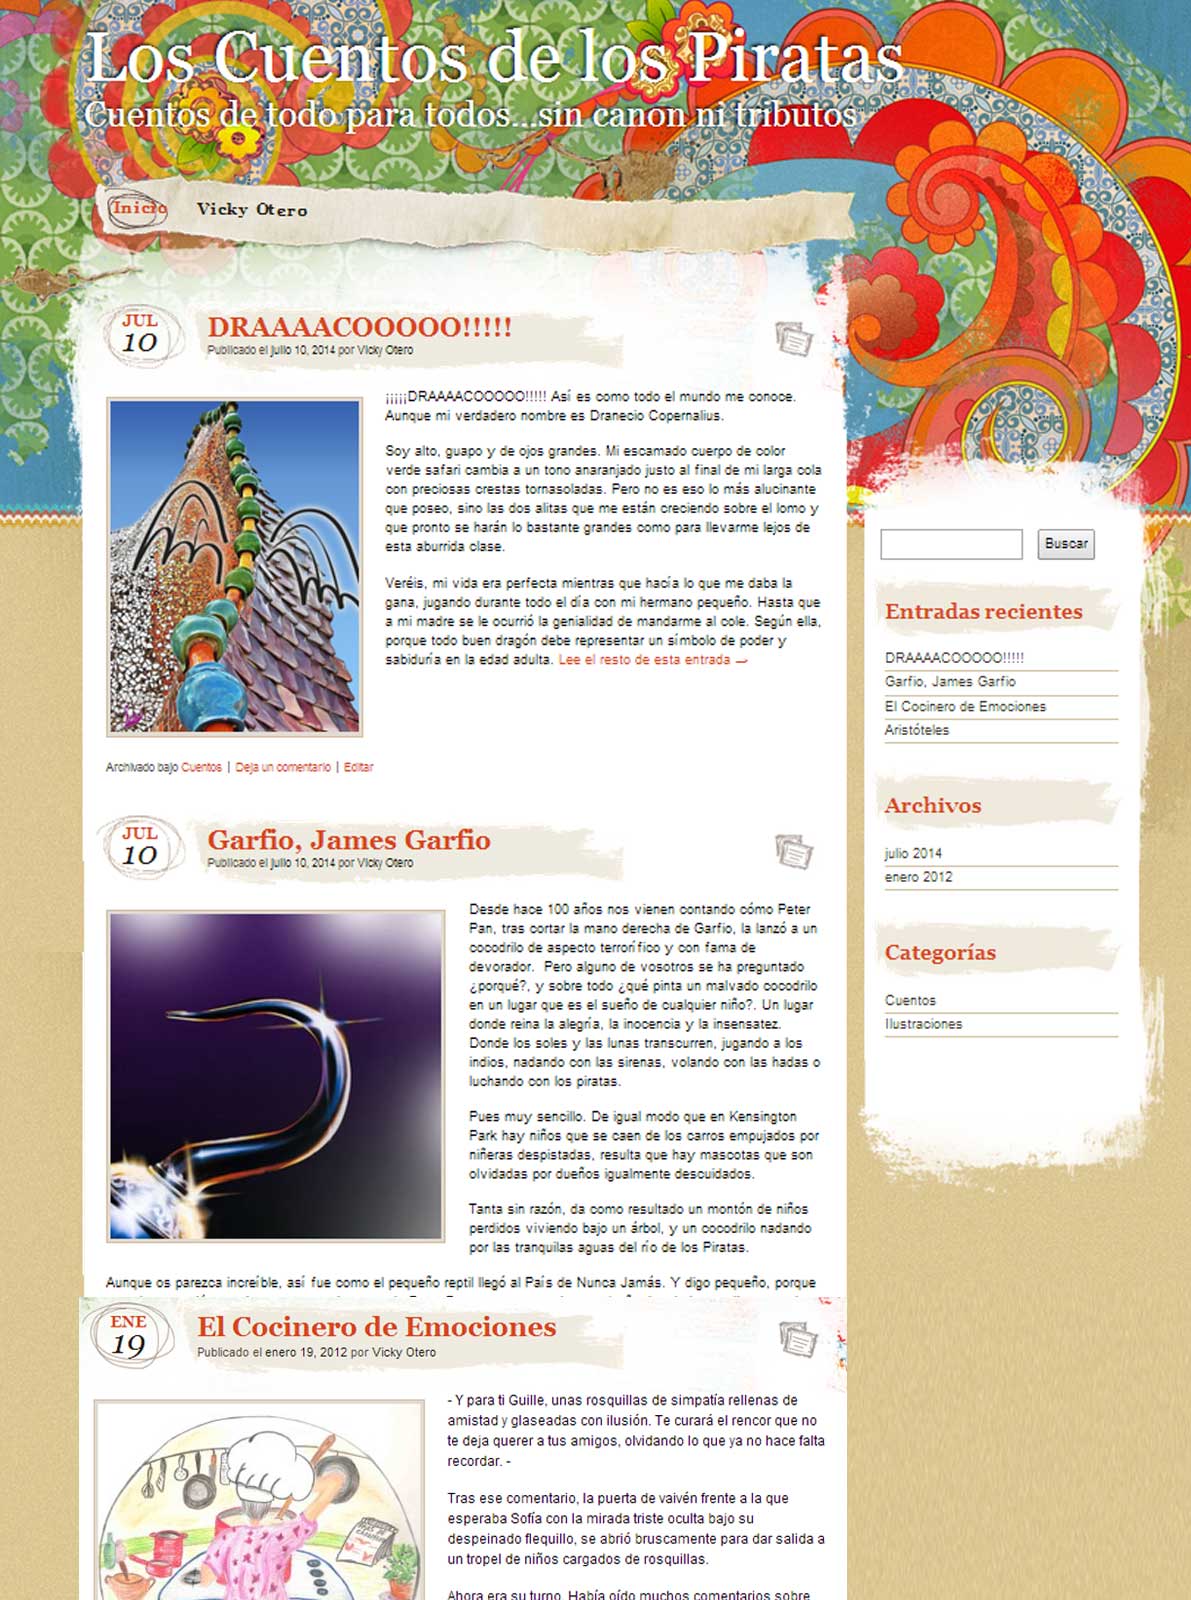 Los Cuentos de los Piratas
Cuentos de todo para todos...sin canon ni tributos
Inicio
Vicky Otero
JUL
10
DRAAAACOOOOO!!!!!
Publicado el julio 10, 2014 por Vicky Otero
¡¡¡¡¡DRAAAACOOOOO!!!!! Así es como todo el mundo me conoce.
Aunque mi verdadero nombre es Dranecio Copernalius.
Soy alto, guapo y de ojos grandes. Mi escamado cuerpo de color
verde safari cambia a un tono anaranjado justo al final de mi larga cola
con preciosas crestas tornasoladas. Pero no es eso lo más alucinante
que poseo, sino las dos alitas que me están creciendo sobre el lomo y
que pronto se harán lo bastante grandes como para llevarme lejos de
esta aburrida clase.
Veréis, mi vida era perfecta mientras que hacía lo que me daba la
gana, jugando durante todo el día con mi hermano pequeño. Hasta que
a mi madre se le ocurrió la genialidad de mandarme al cole. Según ella,
porque todo buen dragón debe representar un símbolo de poder y
sabiduría en la edad adulta. Lee el resto de esta entrada →
Archivado bajo Cuentos | Deja un comentario | Editar
JUL
10
Garfio, James Garfio
Publicado el julio 10, 2014 por Vicky Otero
Desde hace 100 años nos vienen contando cómo Peter
Pan, tras cortar la mano derecha de Garfio, la lanzó a un
cocodrilo de aspecto terrorífico y con fama de
devorador.  Pero alguno de vosotros se ha preguntado
¿porqué?, y sobre todo ¿qué pinta un malvado cocodrilo
en un lugar que es el sueño de cualquier niño?. Un lugar
donde reina la alegría, la inocencia y la insensatez.
Donde los soles y las lunas transcurren, jugando a los
indios, nadando con las sirenas, volando con las hadas o
luchando con los piratas.
Pues muy sencillo. De igual modo que en Kensington
Park hay niños que se caen de los carros empujados por
niñeras despistadas, resulta que hay mascotas que son
olvidadas por dueños igualmente descuidados.
Tanta sin razón, da como resultado un montón de niños
perdidos viviendo bajo un árbol, y un cocodrilo nadando
por las tranquilas aguas del río de los Piratas.
Aunque os parezca increíble, así fue como el pequeño reptil llegó al País de Nunca Jamás. Y digo pequeño, porque
ENE
19
El Cocinero de Emociones
Publicado el enero 19, 2012 por Vicky Otero
- Y para ti Guille, unas rosquillas de simpatía rellenas de
amistad y glaseadas con ilusión. Te curará el rencor que no
te deja querer a tus amigos, olvidando lo que ya no hace falta
recordar. -
Tras ese comentario, la puerta de vaivén frente a la que
esperaba Sofía con la mirada triste oculta bajo su
despeinado flequillo, se abrió bruscamente para dar salida a
un tropel de niños cargados de rosquillas.
Ahora era su turno. Había oído muchos comentarios sobre
Buscar
Entradas recientes
DRAAAACOOOOO!!!!!
Garfio, James Garfio
El Cocinero de Emociones
Aristóteles
Archivos
julio 2014
enero 2012
Categorías
Cuentos
Ilustraciones